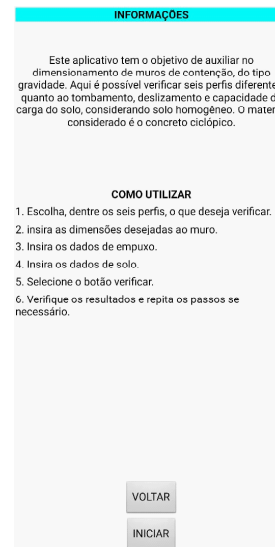 INFORMAÇÕES
Este aplicativo tem o objetivo de auxiliar no
dimensionamento de muros de contenção, do tipo
gravidade. Aqui é possível verificar seis perfis diferente
quanto ao tombamento, deslizamento e capacidade d
carga do solo, considerando solo homogêneo. O mater
considerado é o concreto ciclópico.
COMO UTILIZAR
1. Escolha, dentre os seis perfis, o que deseja verificar.
2. insira as dimensões desejadas ao muro.
3. Insira os dados de empuxo.
4. Insira os dados de solo.
5. Selecione o botão verificar.
6. Verifique os resultados e repita os passos se
necessário.
VOLTAR
INICIAR